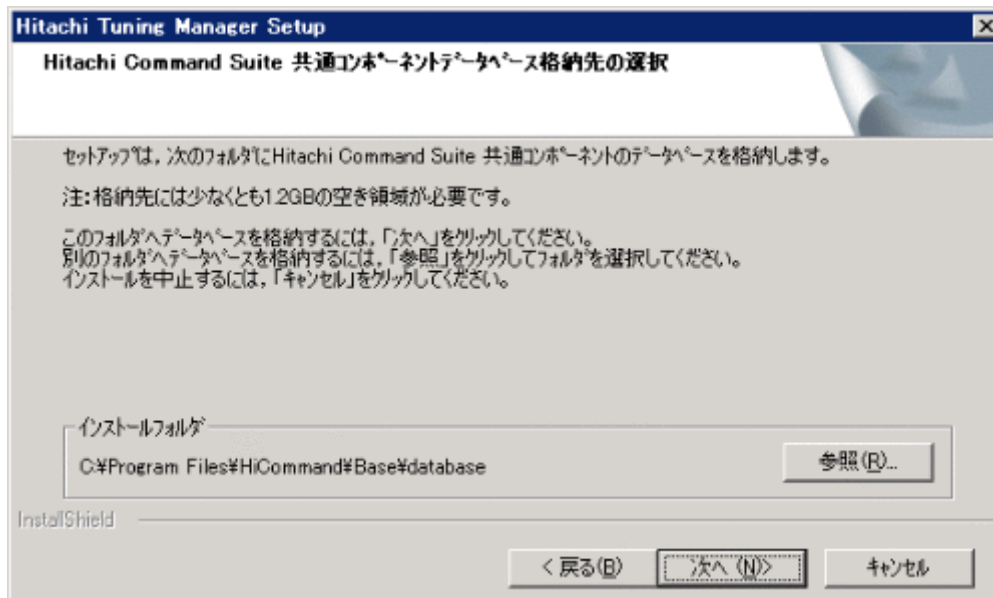 Hitachi Tuning Manager Setup
Hitachi Command Suite 共通コンポーネントデータベース格納先の選択
セットアップは，次のフォルダにHitachi Command Suite 共通コンポーネントのデータベースを格納します。
注：格納先には少なくとも1.2GBの空き領域が必要です。
このフォルダへデータベースを格納するには，「次へ」をクリックしてください。
別のフォルダへデータベースを格納するには，「参照」をクリックしてフォルダを選択してください。
インストールを中止するには，「キャンセル」をクリックしてください。
インストールフォルダ
C:¥Program Files¥HiCommand¥Base¥database
参照(R)...
InstallShield
< 戻る(B)
次へ (N)>
キャンセル